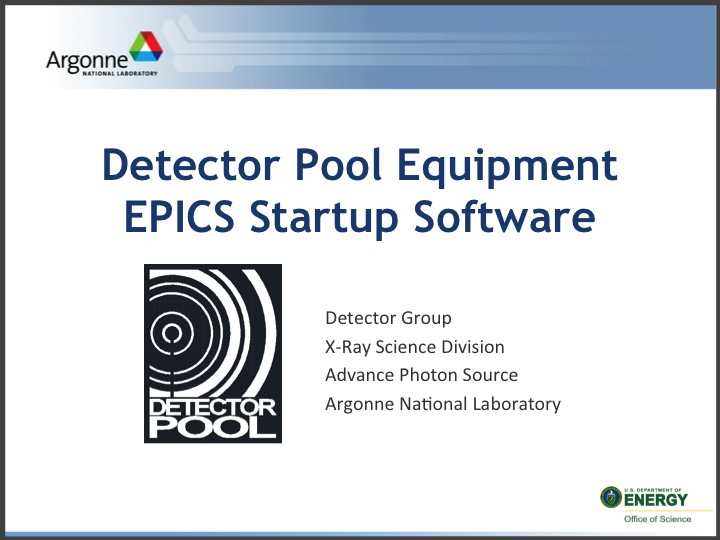 Argonne
NATIONAL LABORATORY
Detector Pool Equipment
EPICS Startup Software
DETECTOR
POOL
Detector Group
X-Ray Science Division
Advance Photon Source
Argonne National Laboratory
U.S. DEPARTMENT OF
ENERGY
Office of Science